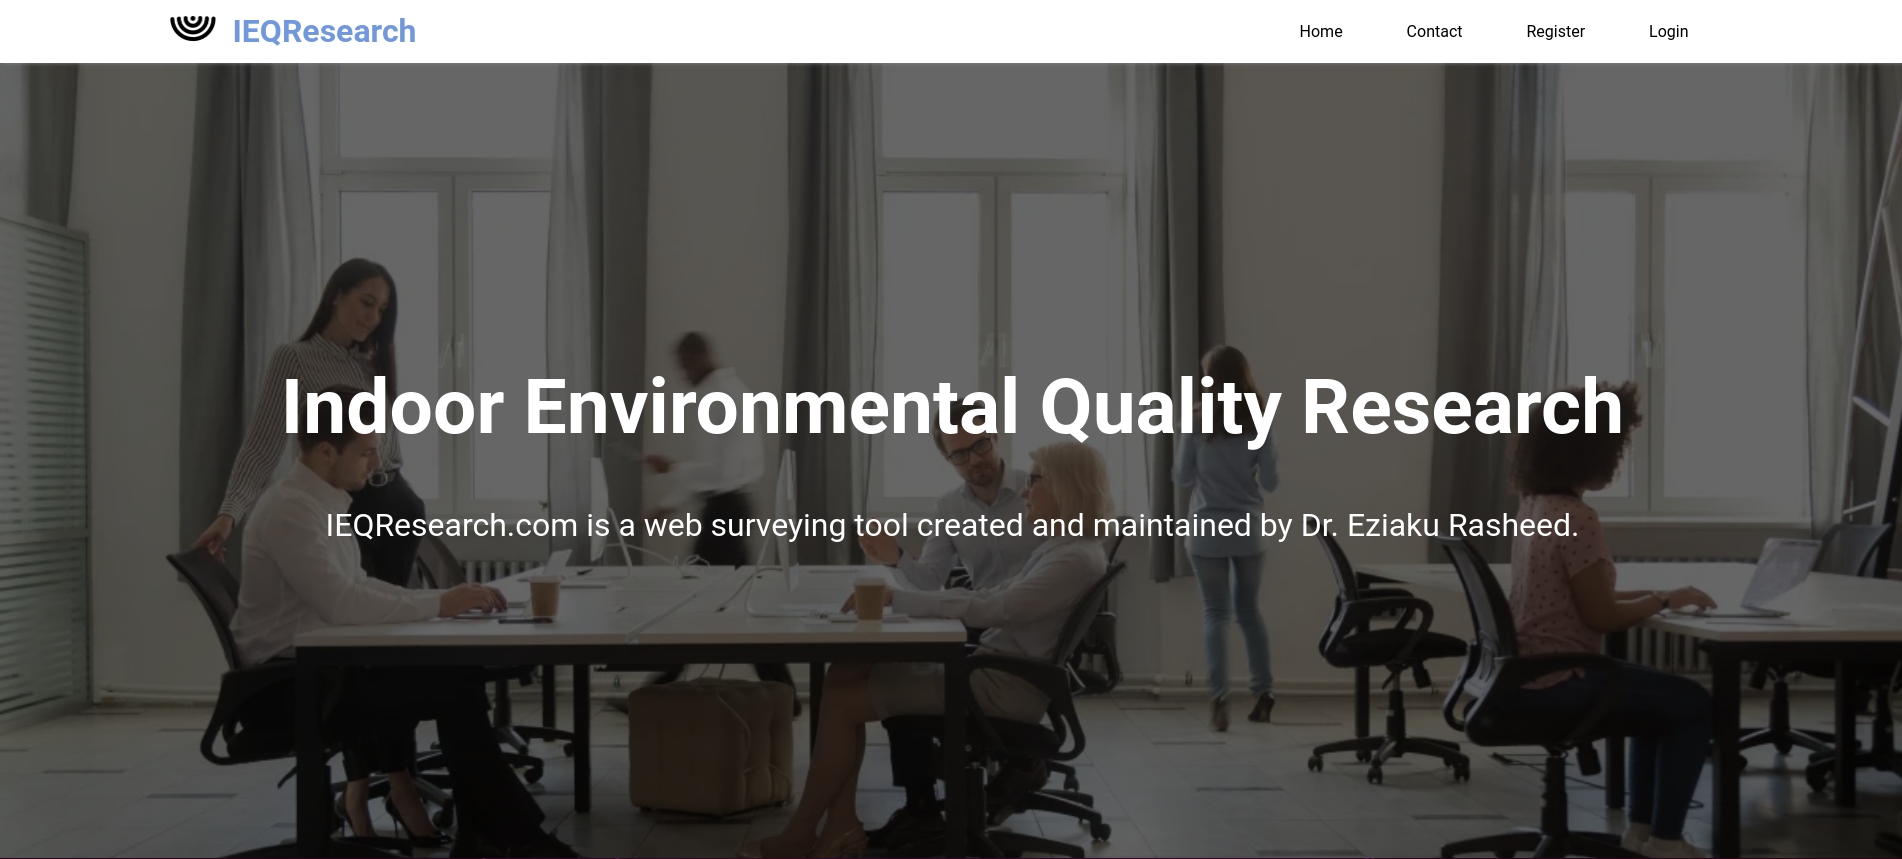 IEQResearch
Home
Contact
Register
Login
Indoor Environmental Quality Research
IEQResearch.com is a web surveying tool created and maintained by Dr. Eziaku Rasheed.